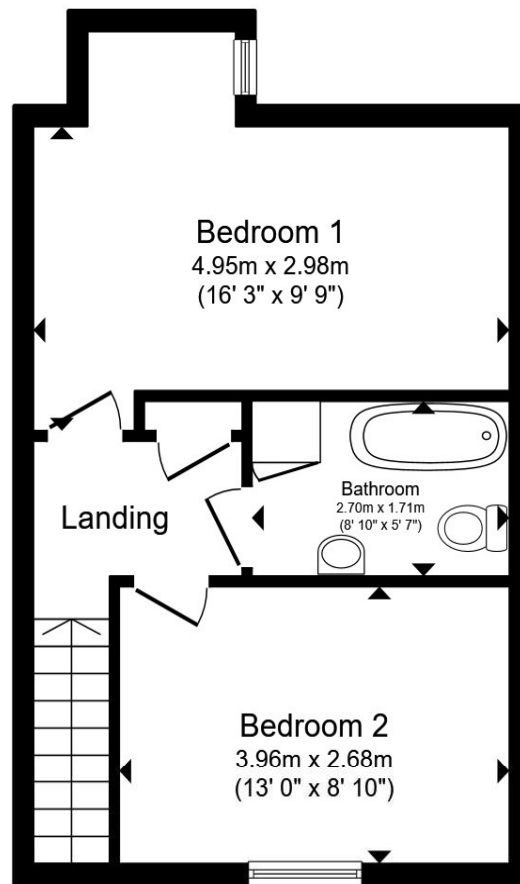 Bedroom 1
4.95m x 2.98m
(16' 3" x 9' 9")
Bathroom
2.70m x 1.71m
(8' 10" x 5' 7")
Landing
Bedroom 2
3.96m x 2.68m
(13' 0" x 8' 10")